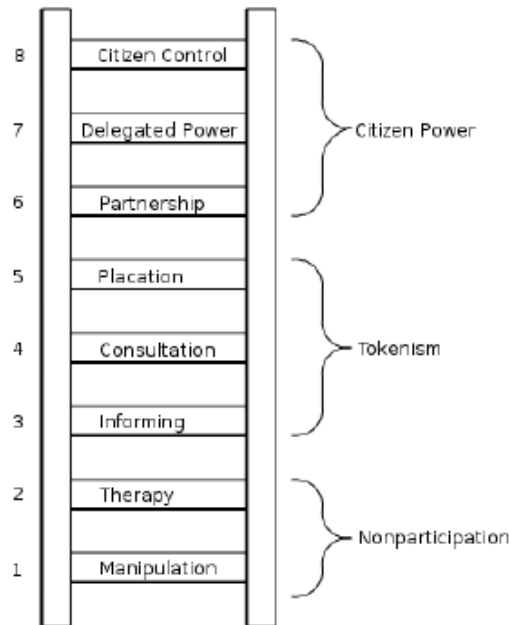 8 Citizen Control
7 Delegated Power
Citizen Power
6 Partnership
5 Placation
4 Consultation
Tokenism
3 Informing
2 Therapy
Nonparticipation
1 Manipulation